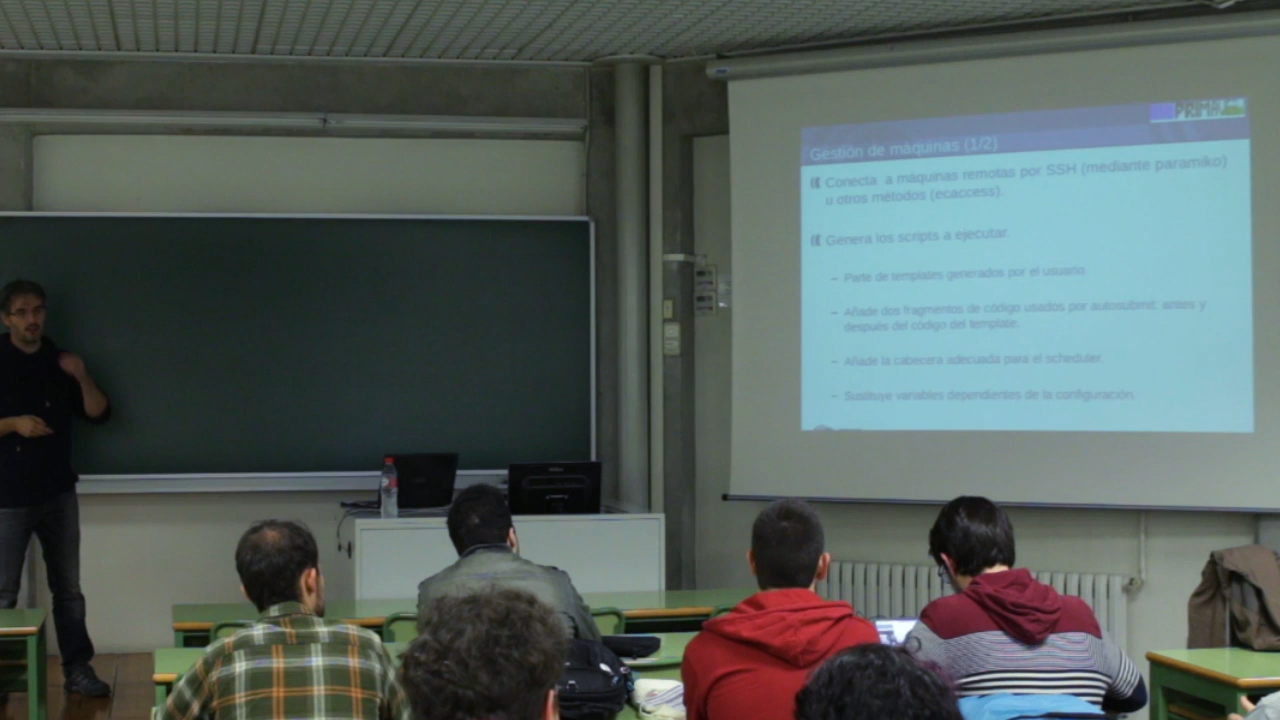 PRIMA
Gestión de máquinas (1/2)
Conecta a máquinas remotas por SSH (mediante paramiko)
u otros métodos (ecaccess).
Genera los scripts a ejecutar.
– Parte de templates generados por el usuario.
– Añade dos fragmentos de código usados por autosubmit: antes y
después del código del template.
– Añade la cabecera adecuada para el scheduler.
– Sustituye variables dependientes de la configuración.